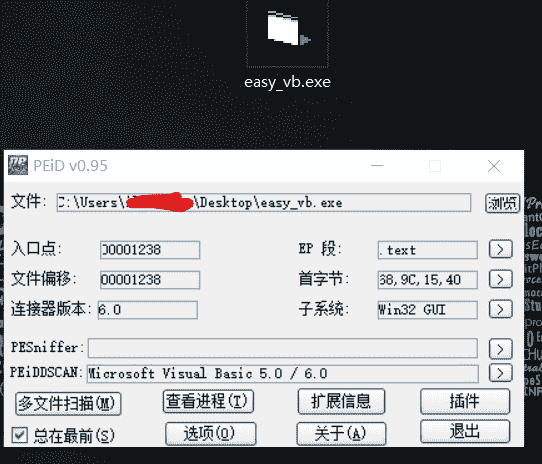 easy_vb.exe
PEiD v0.95
文件: C:\Users\ \Desktop\easy_vb.exe 浏览
入口点: 00001238 EP 段: .text >
文件偏移: 00001238 首字节: 68,9C,15,40 >
连接器版本: 6.0 子系统: Win32 GUI >
PESniffer: >
PEiDDSCAN: Microsoft Visual Basic 5.0 / 6.0 >
多文件扫描(M) 查看进程(T) 扩展信息 插件
总在最前(S) 选项(O) 关于(A) 退出